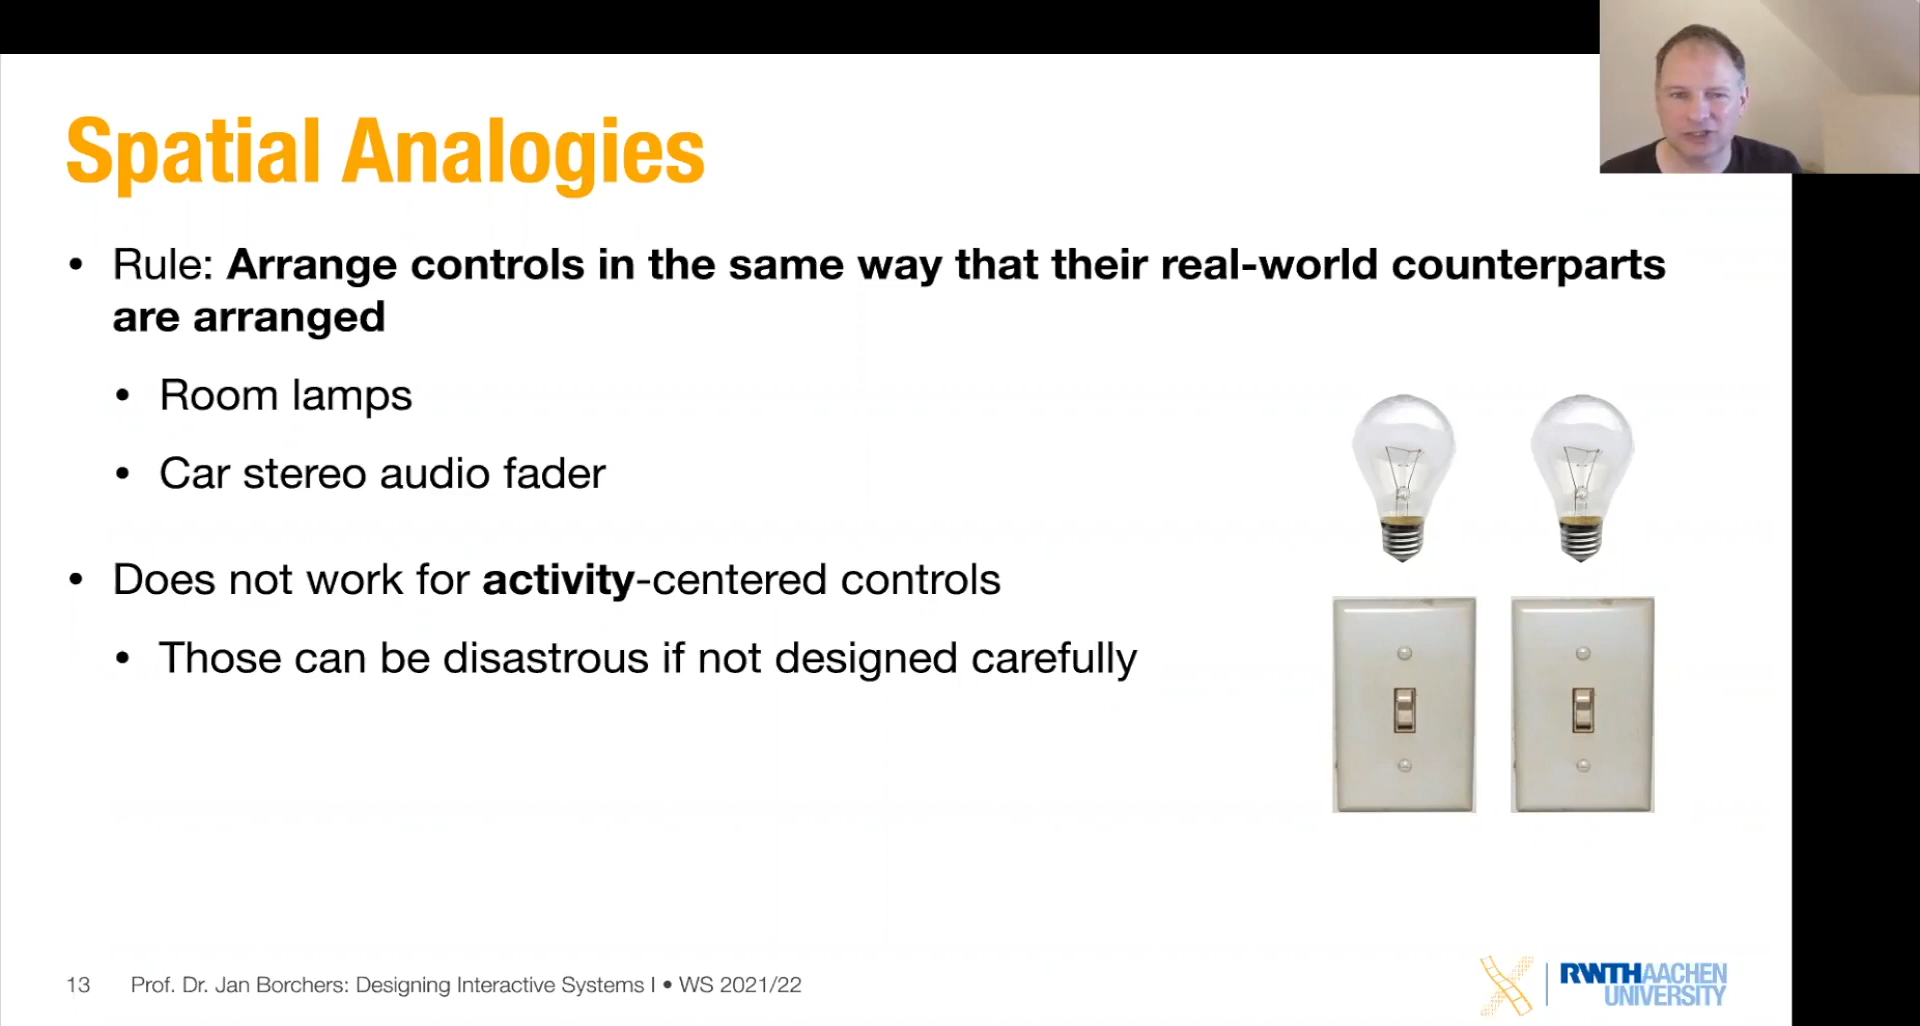 Spatial Analogies
• Rule: Arrange controls in the same way that their real-world counterparts
are arranged
• Room lamps
• Car stereo audio fader
• Does not work for activity-centered controls
• Those can be disastrous if not designed carefully
13 Prof. Dr. Jan Borchers: Designing Interactive Systems I • WS 2021/22
RWTHAACHEN
UNIVERSITY